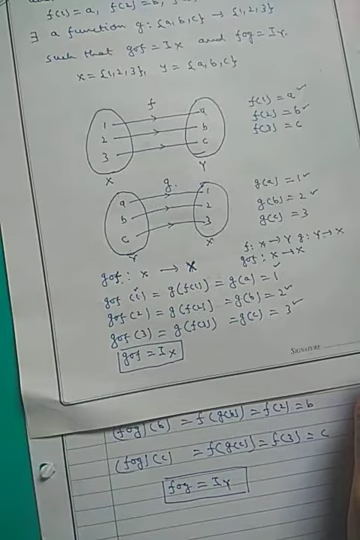 f(1) = a, f(2) = b,
∃ a function g: {a, b, c} → {1, 2, 3}
such that gof = Ix and fog = Iy.
x = {1, 2, 3}, y = {a, b, c}
f
1
2
3
a
b
c
X
Y
f(1) = a ✓
f(2) = b ✓
f(3) = c
g.
a
b
c
1
2
3
Y
X
g(a) = 1 ✓
g(b) = 2 ✓
g(c) = 3
f: x → y g: y → x
gof: x → x
gof: x → x
gof (1) = g(f(1)) = g(a) = 1
gof (2) = g(f(2)) = g(b) = 2 ✓
gof (3) = g(f(3)) = g(c) = 3 ✓
gof = Ix
SIGNATURE
(fog)(b) = f(g(b)) = f(2) = b
(fog)(c) = f(g(c)) = f(3) = c
fog = Iy